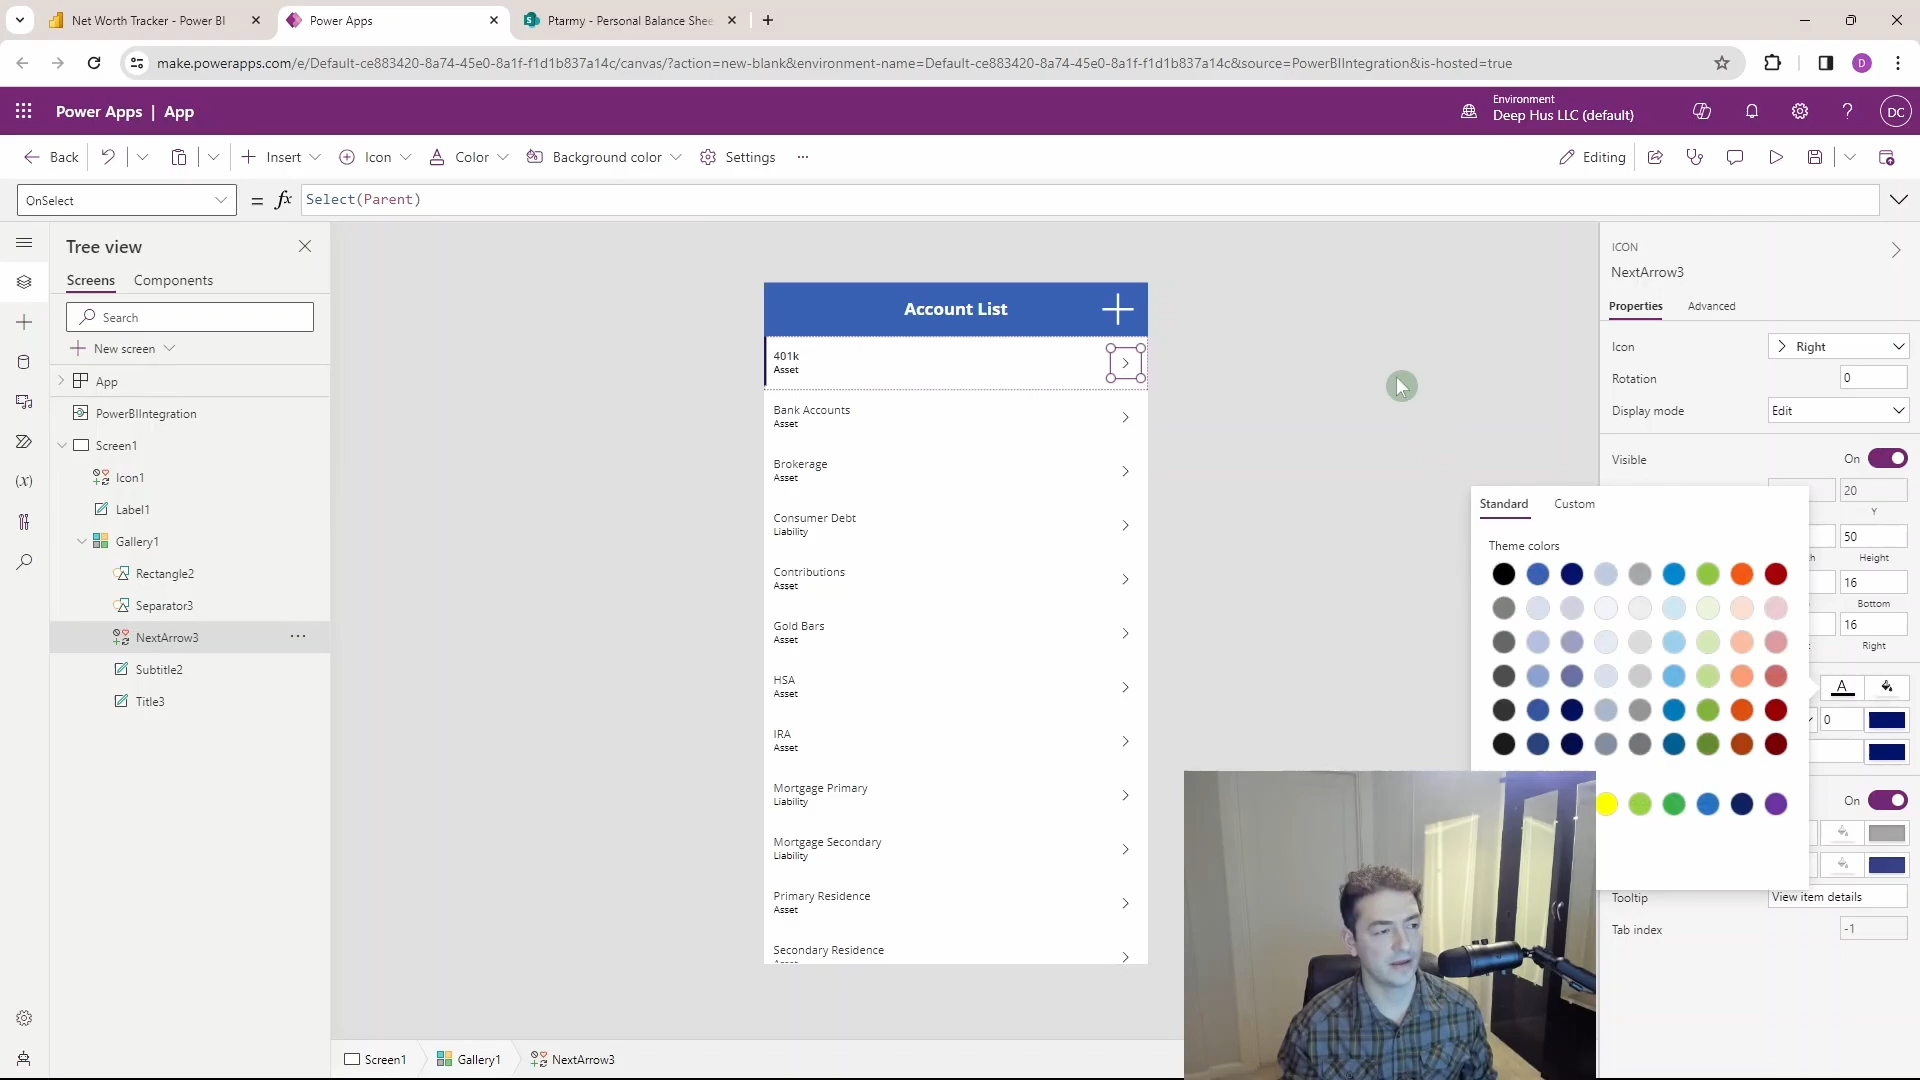 Net Worth Tracker - Power BI
Power Apps
Ptarmy - Personal Balance Shee
make.powerapps.com/e/Default-ce883420-8a74-45e0-8a1f-f1d1b837a14c/canvas/?action=new-blank&environment-name=Default-ce883420-8a74-45e0-8a1f-f1d1b837a14c&source=PowerBIIntegration&is-hosted=true
D
Power Apps | App
Environment
Deep Hus LLC (default)
DC
Back
Insert
Icon
Color
Background color
Settings
Editing
OnSelect
= fx
Select(Parent)
Tree view
Screens
Components
Search
New screen
App
PowerBIIntegration
Screen1
Icon1
Label1
Gallery1
Rectangle2
Separator3
NextArrow3
Subtitle2
Title3
Account List
401k
Asset
Bank Accounts
Asset
Brokerage
Asset
Consumer Debt
Liability
Contributions
Asset
Gold Bars
Asset
HSA
Asset
IRA
Asset
Mortgage Primary
Liability
Mortgage Secondary
Liability
Primary Residence
Asset
Secondary Residence
Screen1
Gallery1
NextArrow3
ICON
NextArrow3
Properties
Advanced
Icon
Right
Rotation
0
Display mode
Edit
Visible
On
20
Y
50
Height
16
Bottom
16
Right
A
0
On
Tooltip
View item details
Tab index
-1
Standard
Custom
Theme colors